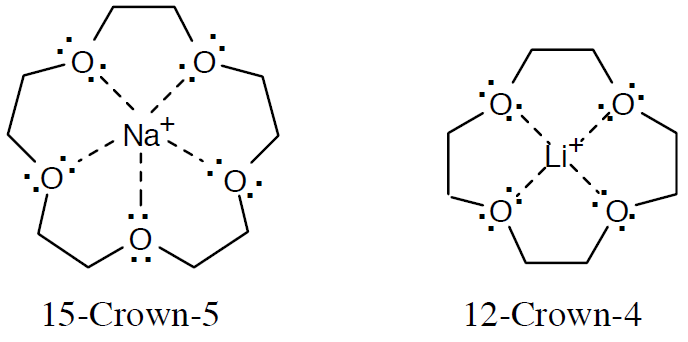 O O
Na+
O O
O
15-Crown-5
O O
Li+
O O
12-Crown-4